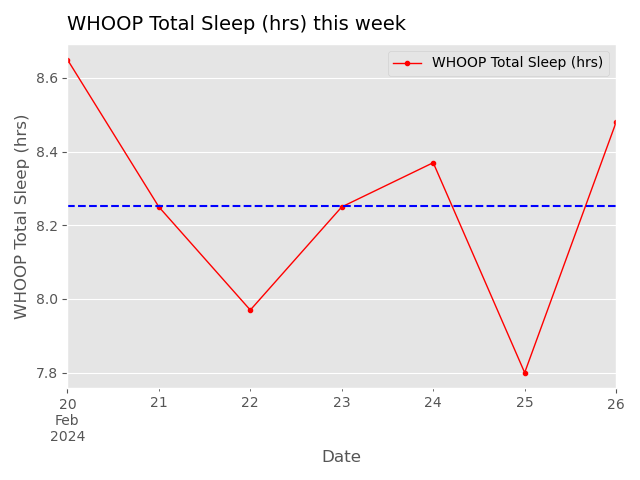 WHOOP Total Sleep (hrs) this week
WHOOP Total Sleep (hrs)
WHOOP Total Sleep (hrs)
8.6
8.4
8.2
8.0
7.8
20 21 22 23 24 25 26
Feb
2024
Date